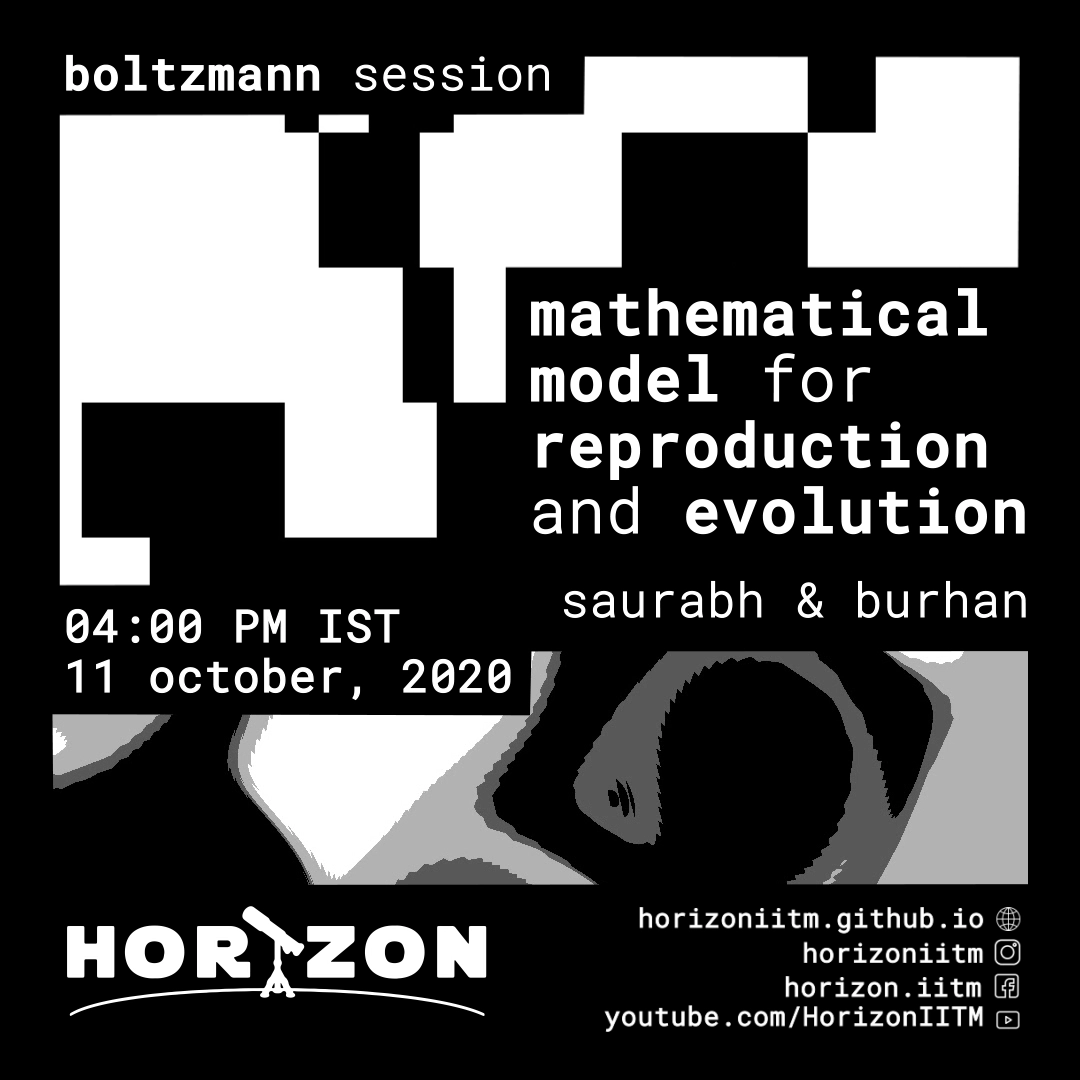 boltzmann session
mathematical
model for
reproduction
and evolution
saurabh & burhan
04:00 PM IST
11 october, 2020
HORIZON
horizoniitm.github.io
horizoniitm
horizon.iitm
youtube.com/HorizonIITM